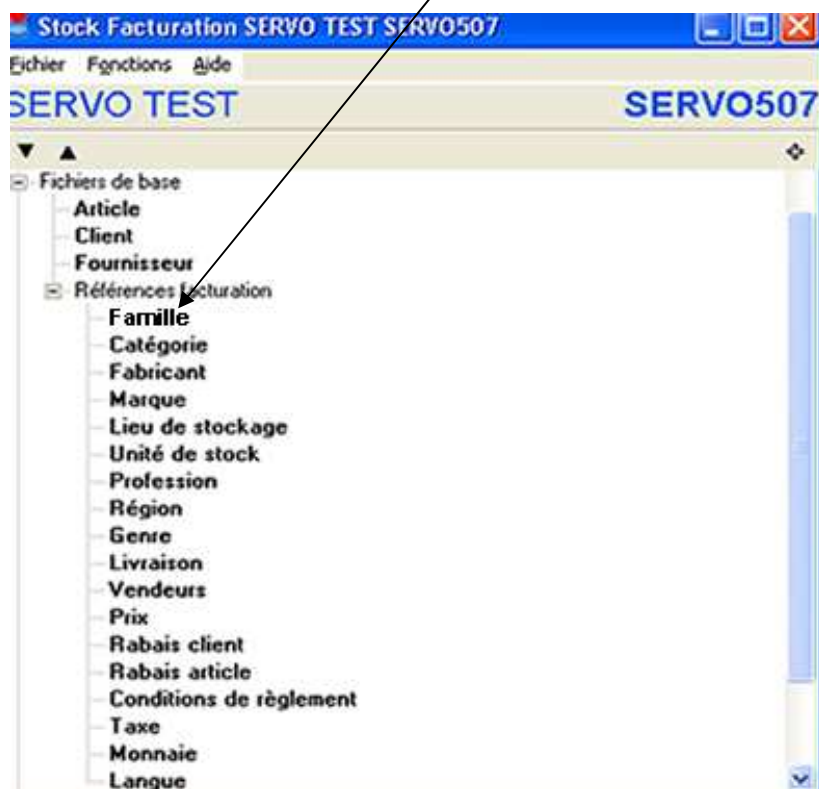 Stock Facturation SERVO TEST SERVO507
Fichier Fonctions Aide
SERVO TEST SERVO507
Fichiers de base
Article
Client
Fournisseur
Références facturation
Famille
Catégorie
Fabricant
Marque
Lieu de stockage
Unité de stock
Profession
Région
Genre
Livraison
Vendeurs
Prix
Rabais client
Rabais article
Conditions de règlement
Taxe
Monnaie
Langue